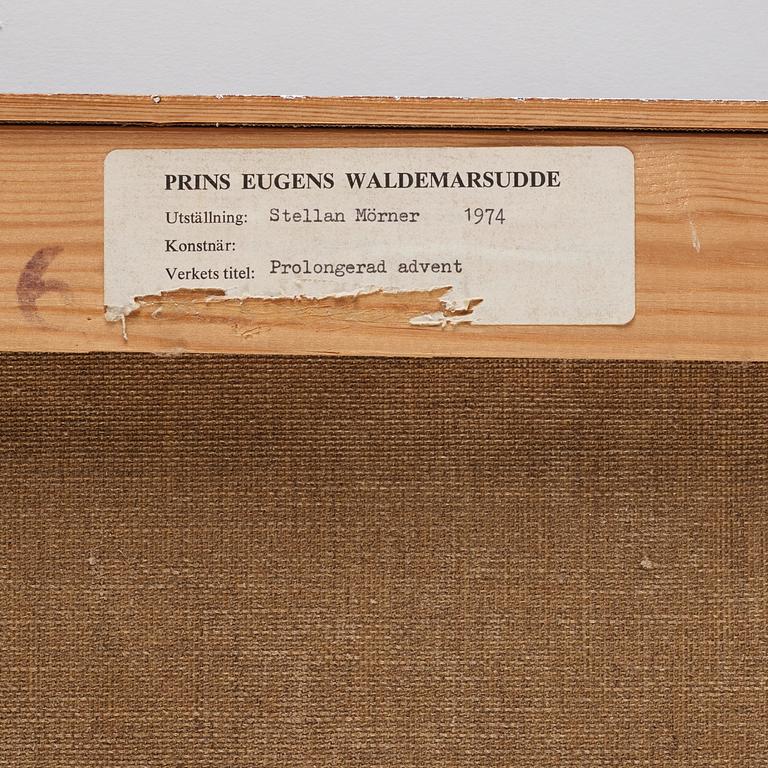 PRINS EUGENS WALDEMARSUDDE
Utställning: Stellan Mörner 1974
Konstnär:
Verkets titel: Prolongerad advent